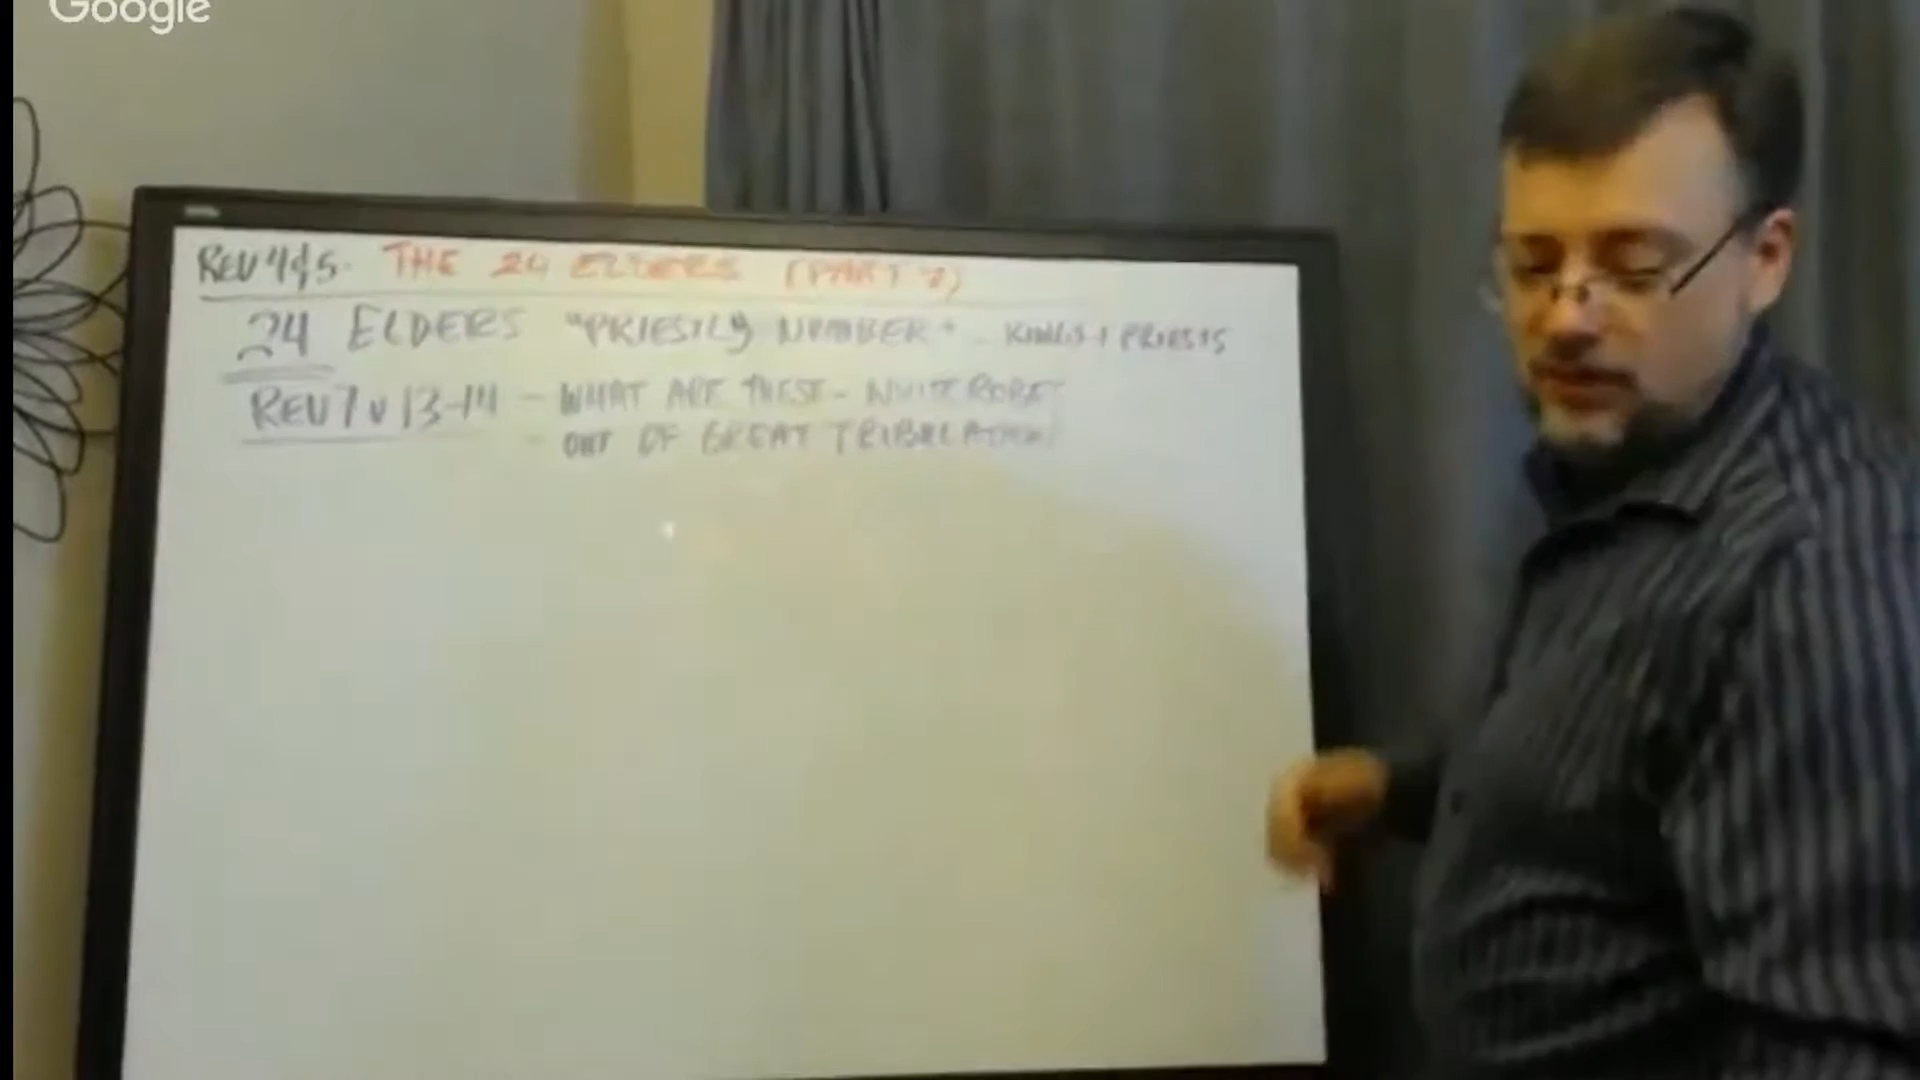 Google
REV 4&5. THE 24 ELDERS (PART 2)
24 ELDERS "PRIESTLY NUMBER" - KINGS + PRIESTS
REV 7 v 13-14 - WHAT ARE THESE - WHITE ROBES
- OUT OF GREAT TRIBULATION